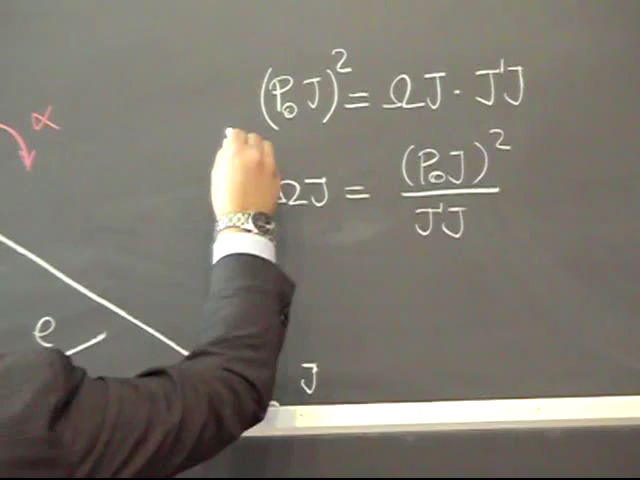 α
(P₀J)² = ΩJ · J'J
ΩJ = (P₀J)² / J'J
e
J